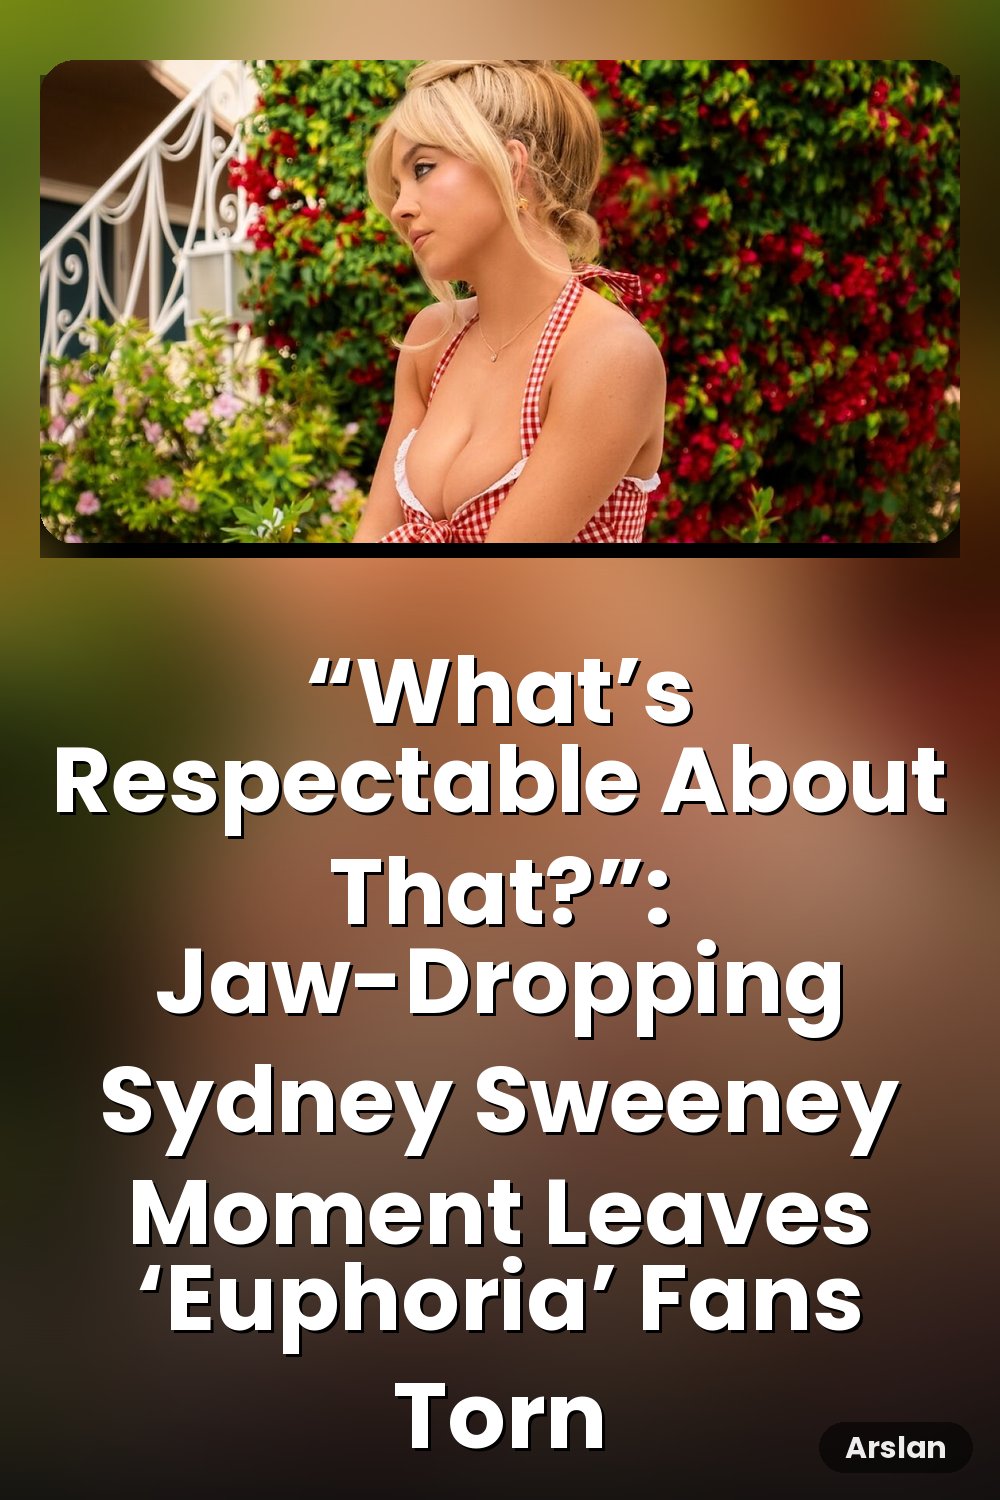 “What’s
Respectable About
That?”:
Jaw-Dropping
Sydney Sweeney
Moment Leaves
‘Euphoria’ Fans
Torn
Arslan